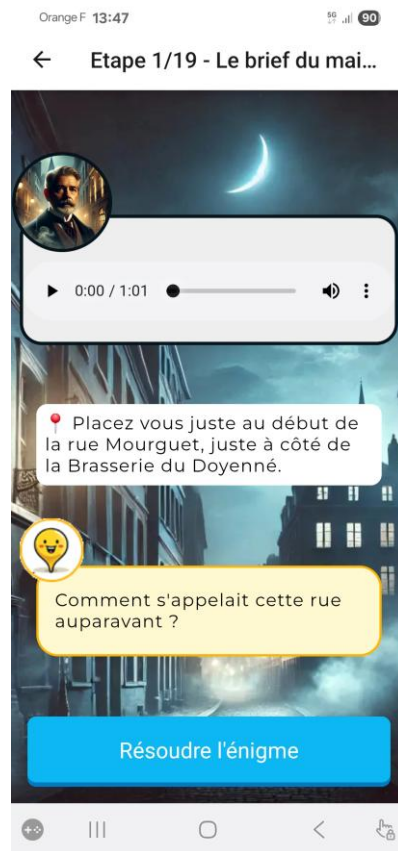 Orange F 13:47
5G
90
Etape 1/19 - Le brief du mai...
0:00 / 1:01
Placez vous juste au début de
la rue Mourguet, juste à côté de
la Brasserie du Doyenné.
Comment s'appelait cette rue
auparavant ?
Résoudre l'énigme